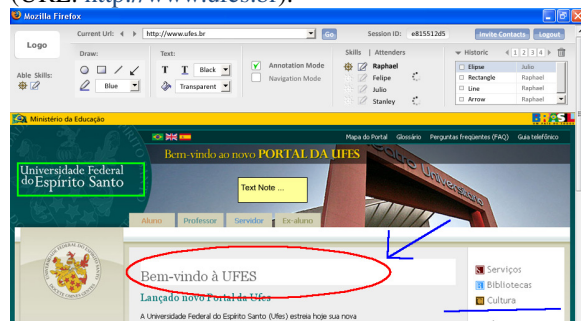 (URL: http://www.ufes.br).
Mozilla Firefox
Current Url: http://www.ufes.br Go Session ID: e815512d5 Invite Contacts Logout
Logo
Draw: Text: Skills | Attenders Historic 1 2 3 4
Able Skills:
T T Black Annotation Mode Raphael
Blue Transparent Navigation Mode Felipe
Julio
Stanley
Elipse Julio
Rectangle Raphael
Line Raphael
Arrow Raphael
Ministério da Educação BRASIL
Mapa do Portal Glossário Perguntas freqüentes (FAQ) Guia telefônico
Bem-vindo ao novo PORTAL DA UFES
Universidade Federal
do Espírito Santo
Teatro Universitário
Text Note ...
Aluno Professor Servidor Ex-aluno
Bem-vindo à UFES
Lançado novo Portal da Ufes
A Universidade Federal do Espírito Santo (Ufes) estreia hoje sua nova
Serviços
Bibliotecas
Cultura